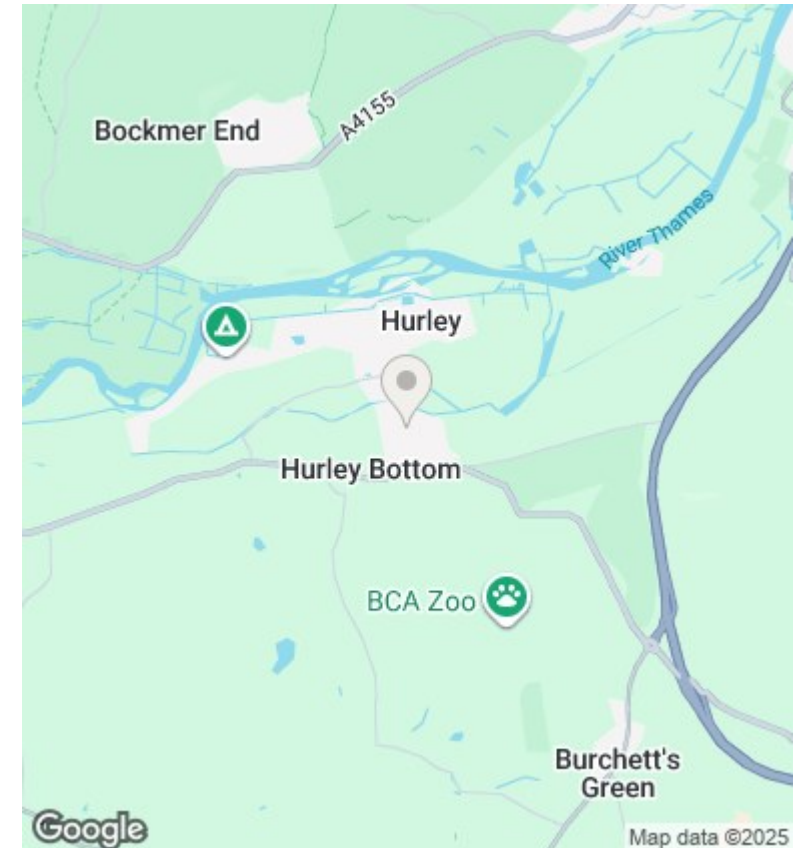 A4155
Bockmer End
River Thames
Hurley
Hurley Bottom
BCA Zoo
Burchett's
Green
Google
Map data ©2025